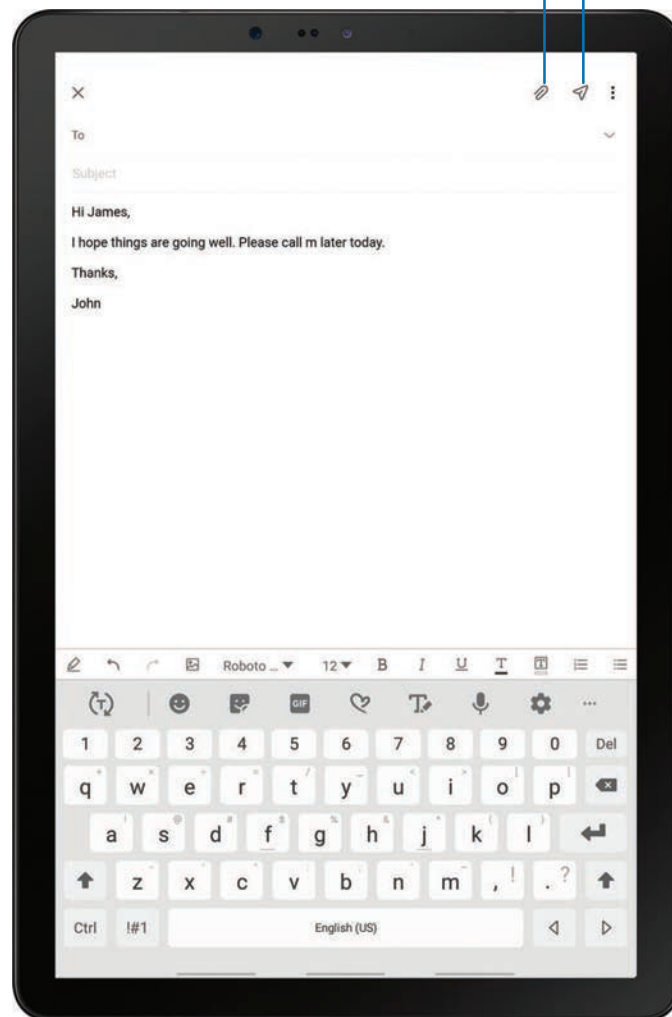 To
Subject
Hi James,
I hope things are going well. Please call m later today.
Thanks,
John
Roboto ... 12 B I U T T
T GIF T ...
1 2 3 4 5 6 7 8 9 0 Del
q w e r t y u i o p
a s d f g h j k l
z x c v b n m , ! . ?
Ctrl !#1 English (US)